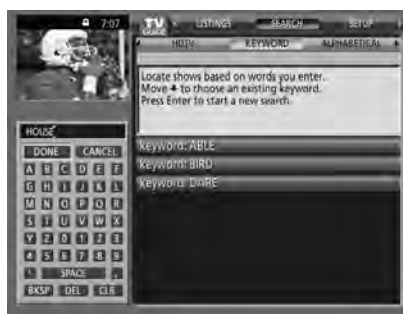 7:07
TV GUIDE LISTINGS SEARCH SETUP
HDTV KEYWORD ALPHABETICAL
Locate shows based on words you enter.
Move to choose an existing keyword.
Press Enter to start a new search.
HOUSE
DONE CANCEL
A B C D E F
G H I J K L
M N O P Q R
S T U V W X
Y Z 0 1 2 3
4 5 6 7 8 9
SPACE
BKSP DEL CLR
keyword: ABLE
keyword: BIRD
keyword: DARE